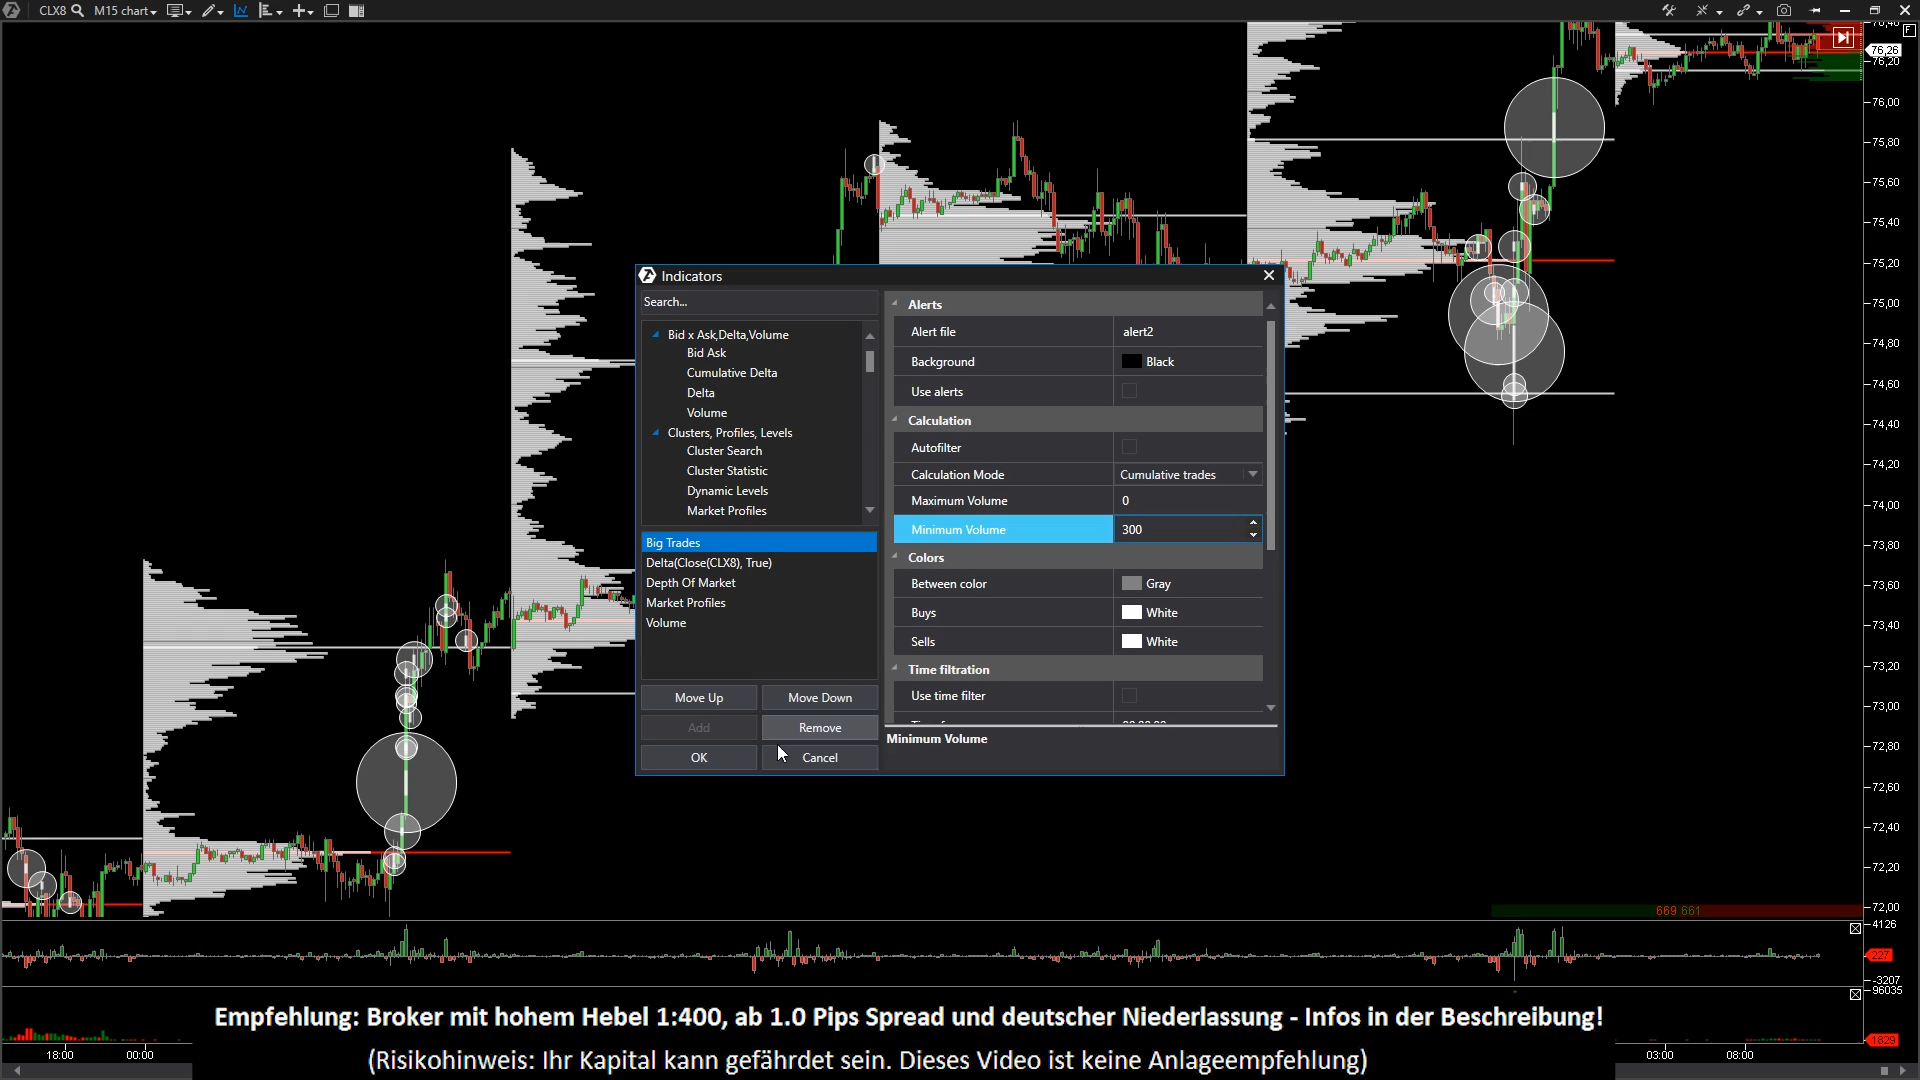 CLX8 M15 chart
F
76,26
76,20
76,00
75,80
75,60
75,40
75,20
75,00
74,80
74,60
74,40
74,20
74,00
73,80
73,60
73,40
73,20
73,00
72,80
72,60
72,40
72,20
72,00
Indicators
Search...
Bid x Ask,Delta,Volume
Bid Ask
Cumulative Delta
Delta
Volume
Clusters, Profiles, Levels
Cluster Search
Cluster Statistic
Dynamic Levels
Market Profiles
Big Trades
Delta(Close(CLX8), True)
Depth Of Market
Market Profiles
Volume
Move Up Move Down
Add Remove
OK Cancel
Alerts
Alert file alert2
Background Black
Use alerts
Calculation
Autofilter
Calculation Mode Cumulative trades
Maximum Volume 0
Minimum Volume 300
Colors
Between color Gray
Buys White
Sells White
Time filtration
Use time filter
Minimum Volume
669 661
4126
227
-3207
96035
1829
Empfehlung: Broker mit hohem Hebel 1:400, ab 1.0 Pips Spread und deutscher Niederlassung - Infos in der Beschreibung!
(Risikohinweis: Ihr Kapital kann gefährdet sein. Dieses Video ist keine Anlageempfehlung)
18:00 00:00 03:00 08:00